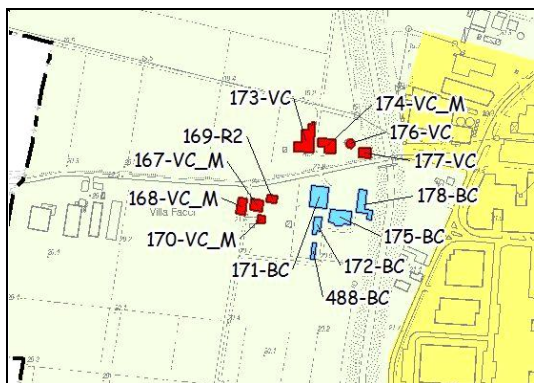 173-VC
174-VC_M
169-R2
176-VC
167-VC_M
177-VC
168-VC_M
178-BC
Villa Facci
170-VC_M
175-BC
171-BC
172-BC
488-BC